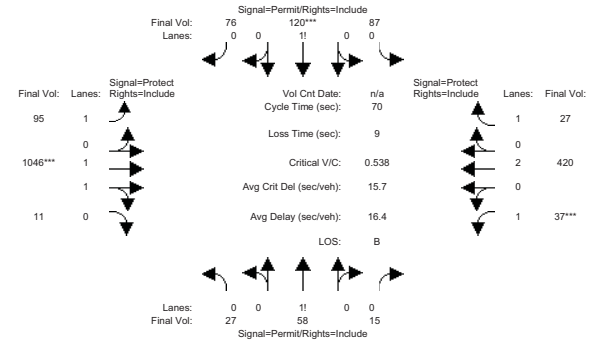 Signal=Permit/Rights=Include
Final Vol: 76 120*** 87
Lanes: 0 0 1! 0 0
Signal=Protect Signal=Protect
Final Vol: Lanes: Rights=Include Vol Cnt Date: n/a Rights=Include Lanes: Final Vol:
Cycle Time (sec): 70
95 1 1 27
Loss Time (sec): 9
0 0
1046*** 1 Critical V/C: 0.538 2 420
1 Avg Crit Del (sec/veh): 15.7 0
11 0 Avg Delay (sec/veh): 16.4 1 37***
LOS: B
Lanes: 0 0 1! 0 0
Final Vol: 27 58 15
Signal=Permit/Rights=Include